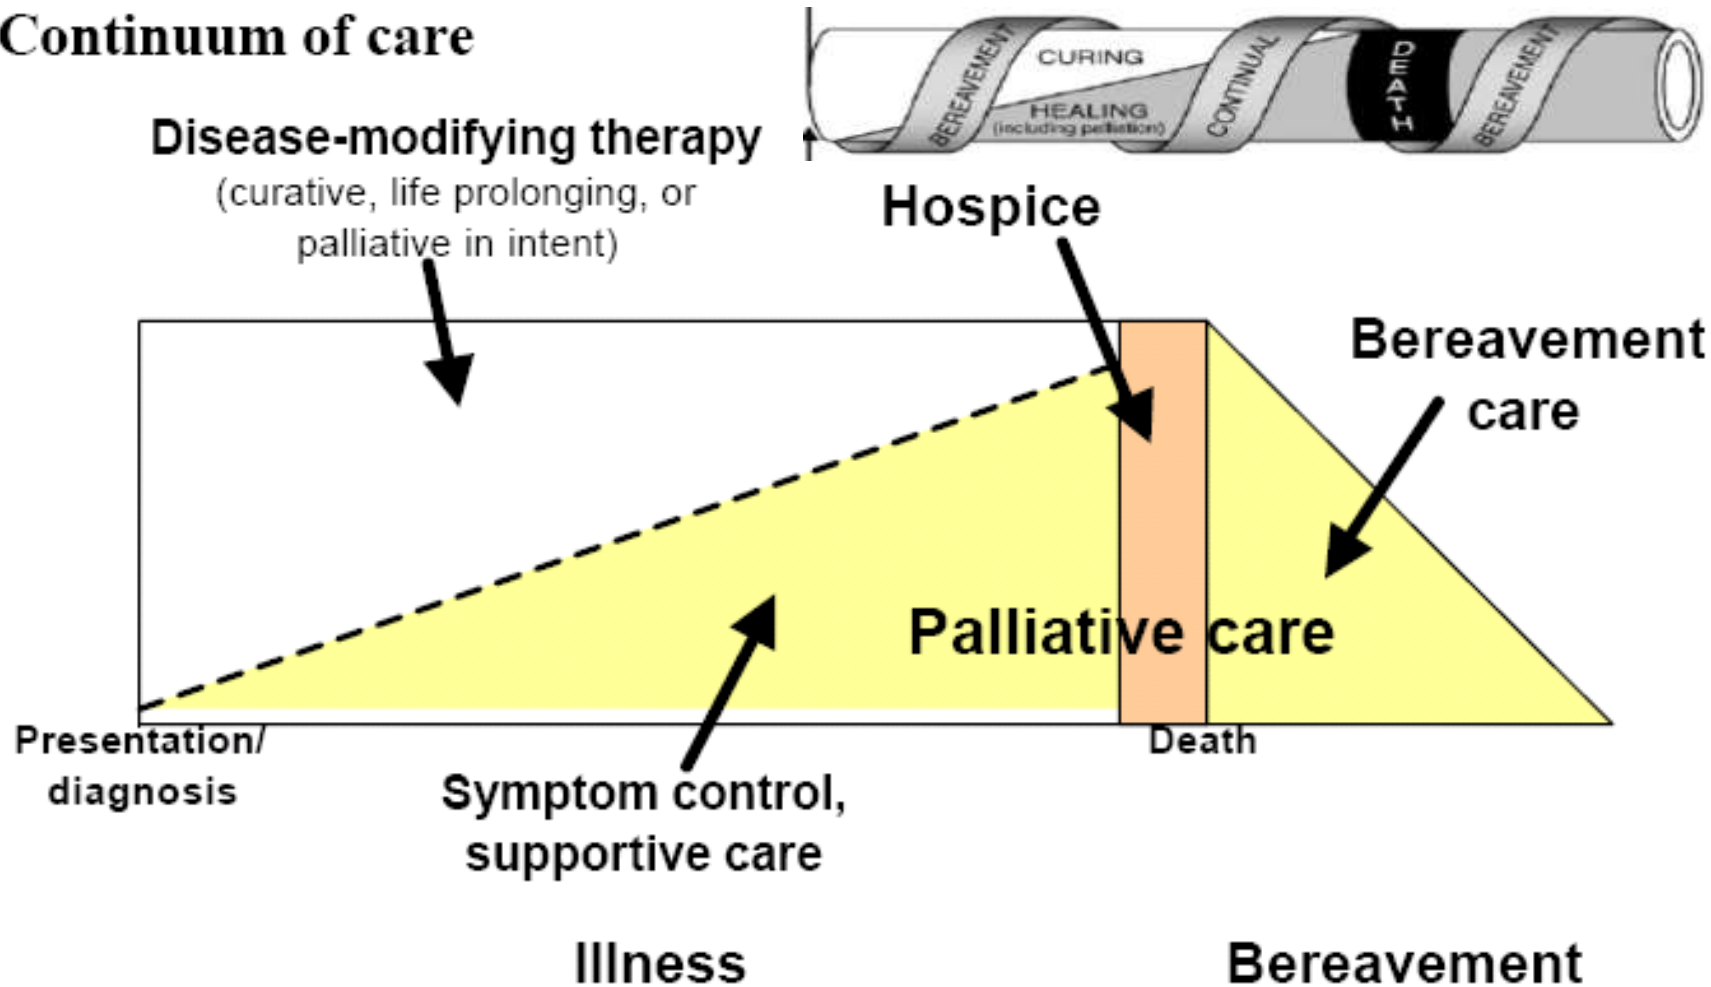 Continuum of care
BEREAVEMENT
CURING
HEALING
(including palliation)
CONTINUAL
DEATH
BEREAVEMENT
Disease-modifying therapy
(curative, life prolonging, or
palliative in intent)
Hospice
Bereavement
care
Palliative care
Presentation/
diagnosis
Death
Symptom control,
supportive care
Illness
Bereavement